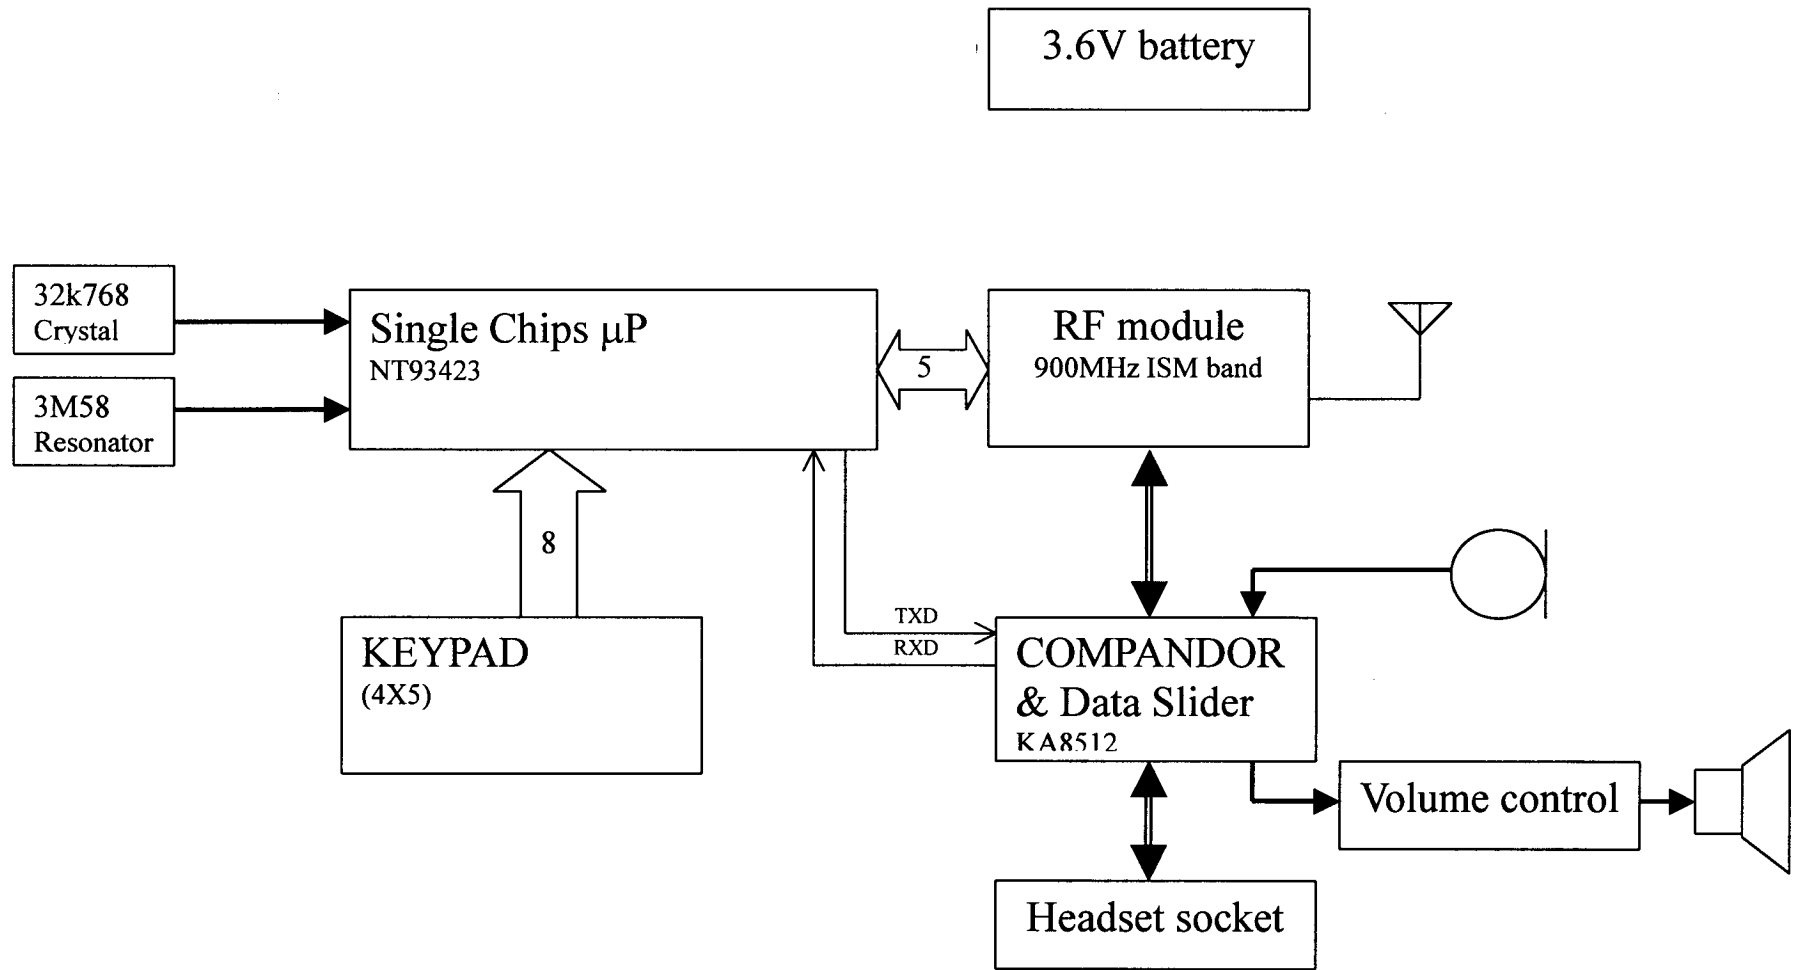 3.6V battery
32k768
Crystal
3M58
Resonator
Single Chips μP
NT93423
5
RF module
900MHz ISM band
8
KEYPAD
(4X5)
TXD
RXD
COMPANDOR
& Data Slider
KA8512
Volume control
Headset socket